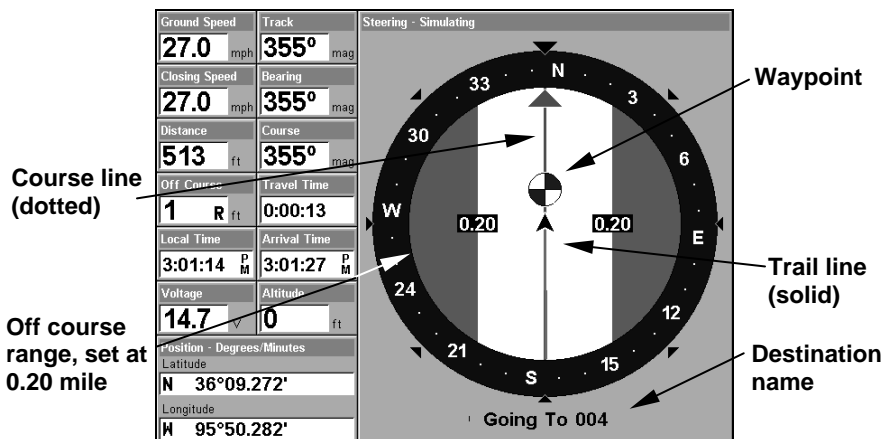 Ground Speed
27.0 mph
Track
355º mag
Closing Speed
27.0 mph
Bearing
355º mag
Distance
513 ft
Course
355º mag
Off Course
1 R ft
Travel Time
0:00:13
Local Time
3:01:14 PM
Arrival Time
3:01:27 PM
Voltage
14.7 V
Altitude
0 ft
Position - Degrees/Minutes
Latitude
N 36°09.272'
Longitude
W 95°50.282'
Steering - Simulating
N
3
6
E
12
15
S
21
24
W
30
33
0.20
0.20
Going To 004
Course line
(dotted)
Off course
range, set at
0.20 mile
Waypoint
Trail line
(solid)
Destination
name